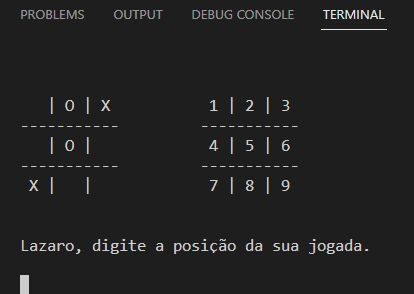 PROBLEMS OUTPUT DEBUG CONSOLE TERMINAL
  | O | X          1 | 2 | 3
-----------        -----------
  | O |            4 | 5 | 6
-----------        -----------
X |   |            7 | 8 | 9
Lazaro, digite a posição da sua jogada.